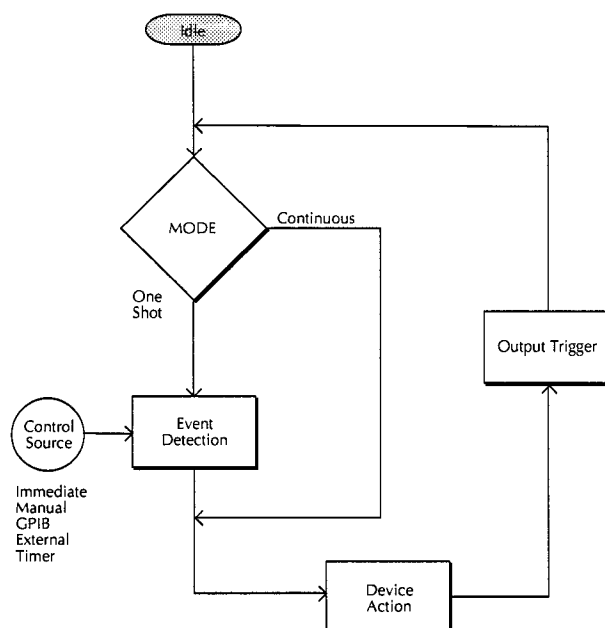 Idle
MODE
Continuous
One
Shot
Output Trigger
Control
Source
Event
Detection
Immediate
Manual
GPIB
External
Timer
Device
Action